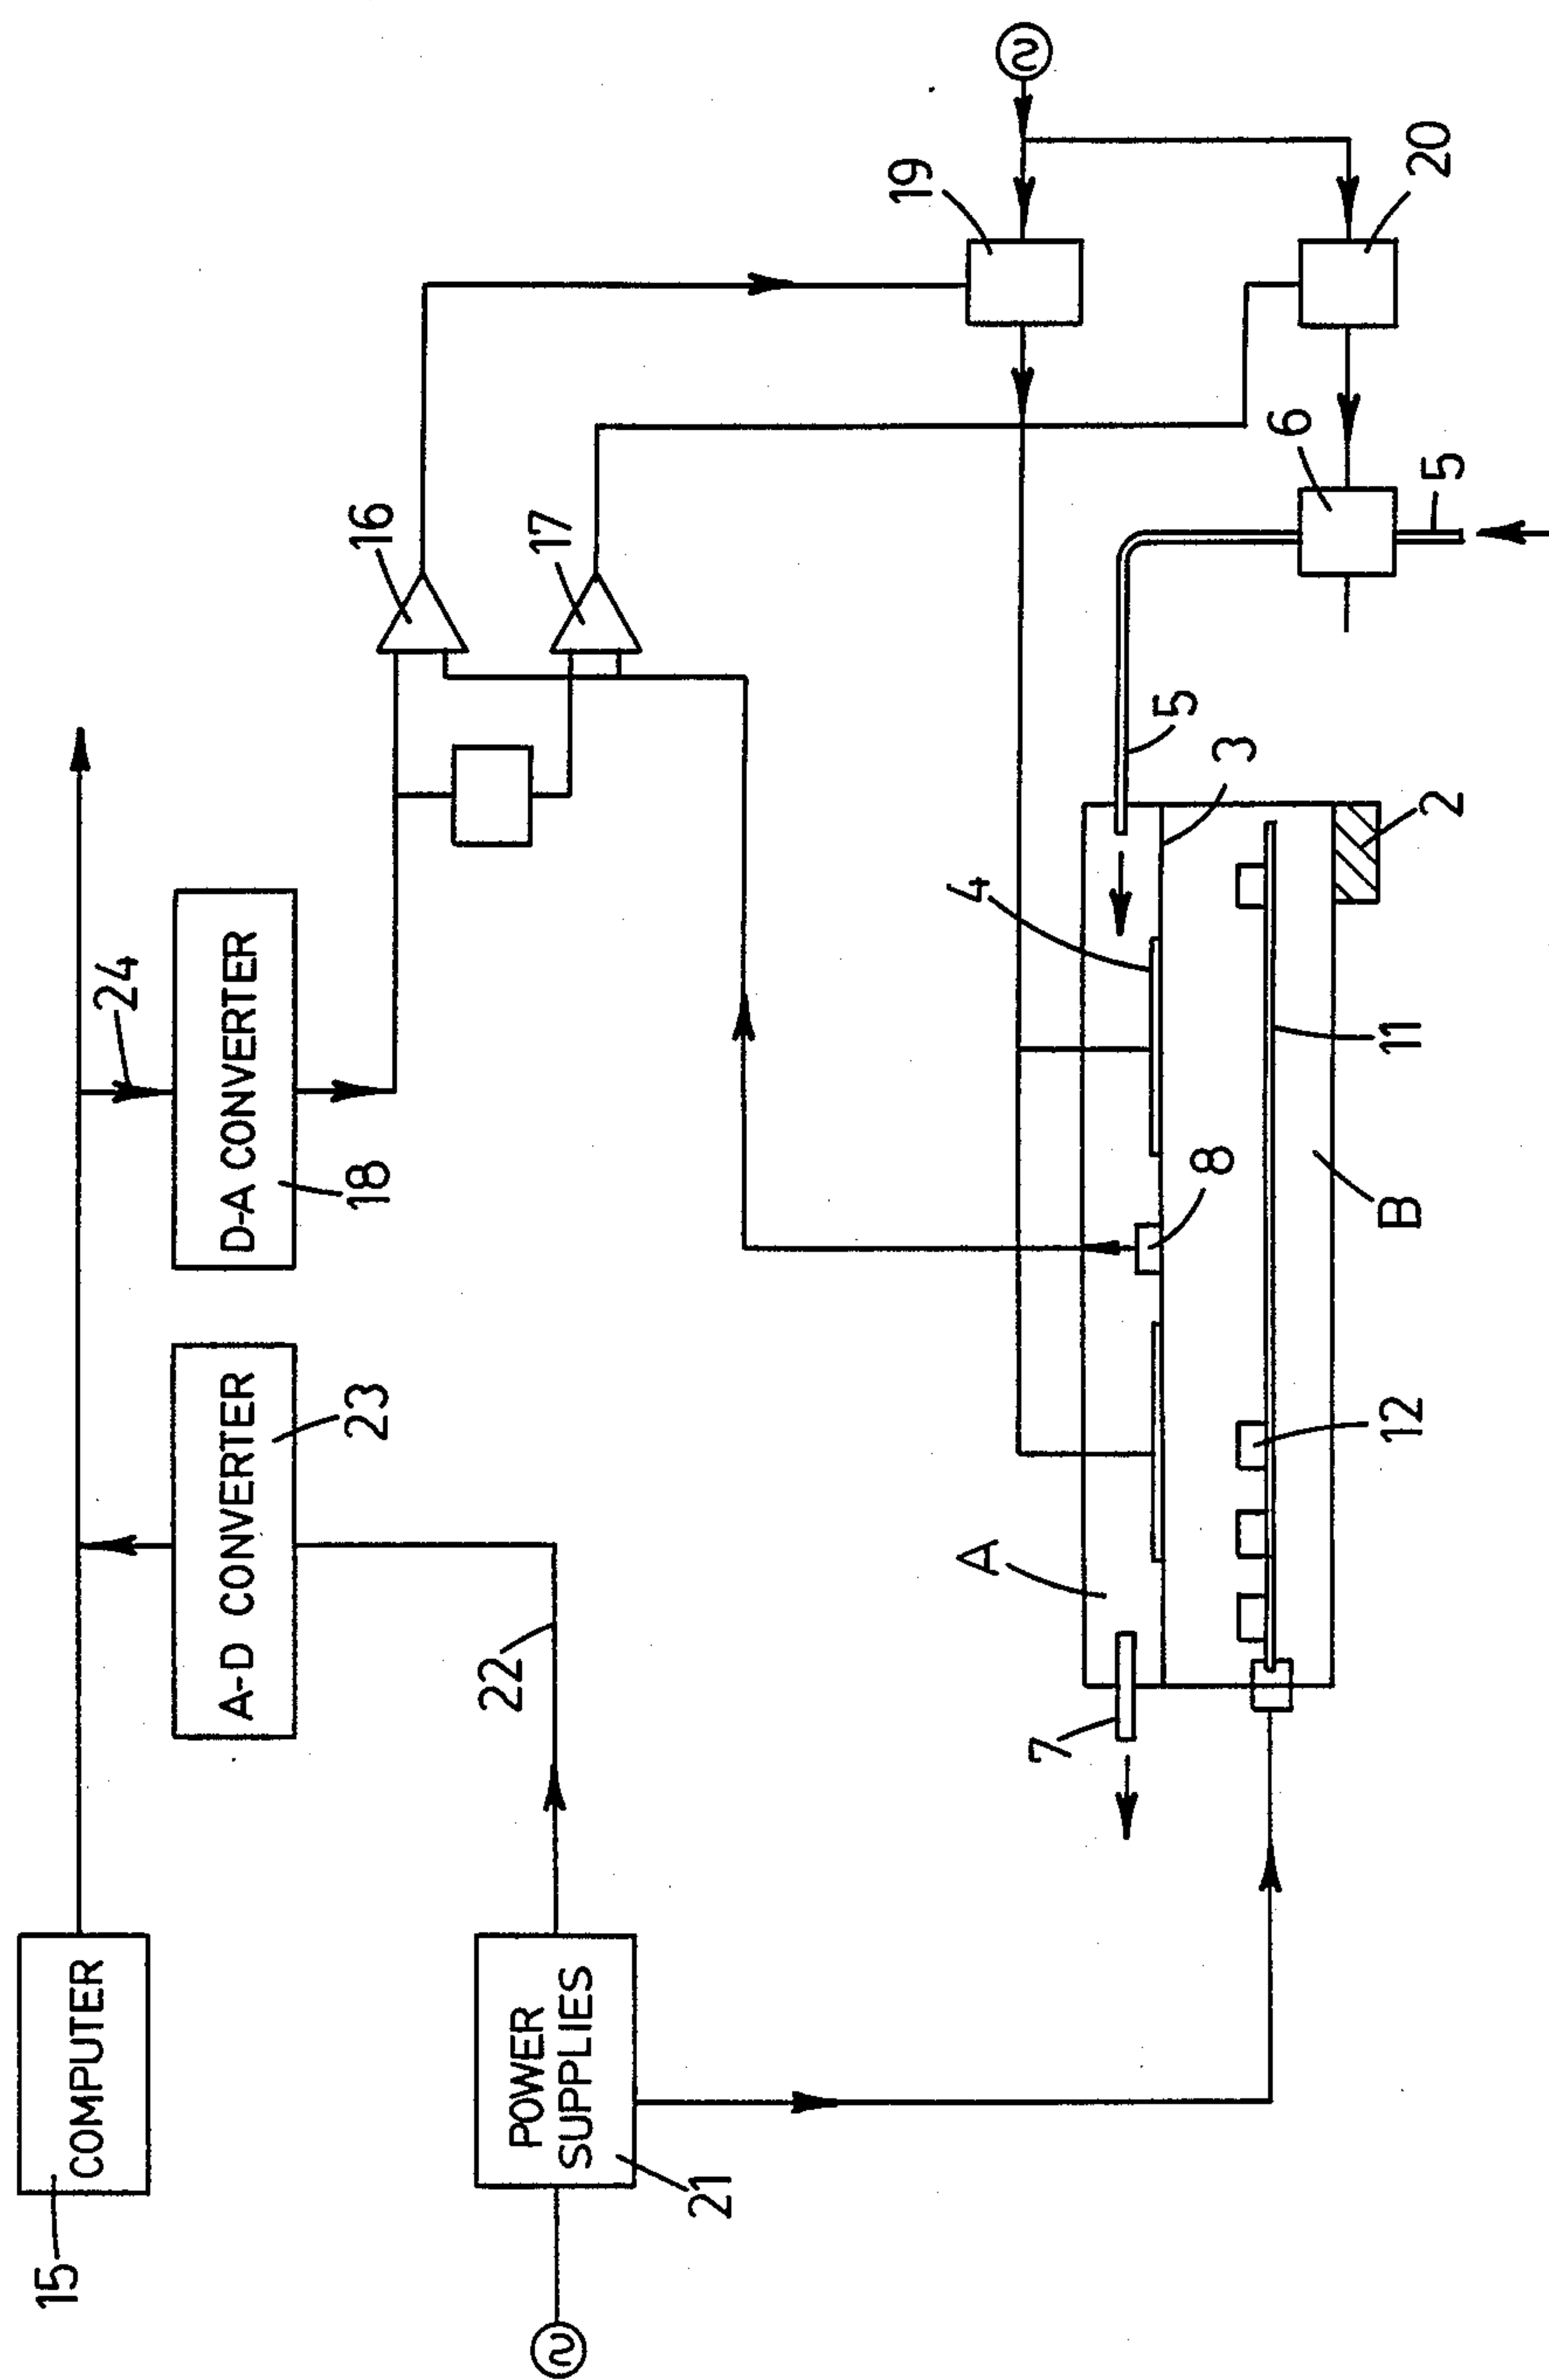 15
COMPUTER
24
A-D CONVERTER
D-A CONVERTER
23
18
16
22
POWER
SUPPLIES
17
21
19
4
A
7
5
8
3
6
12
11
B
2
5
20